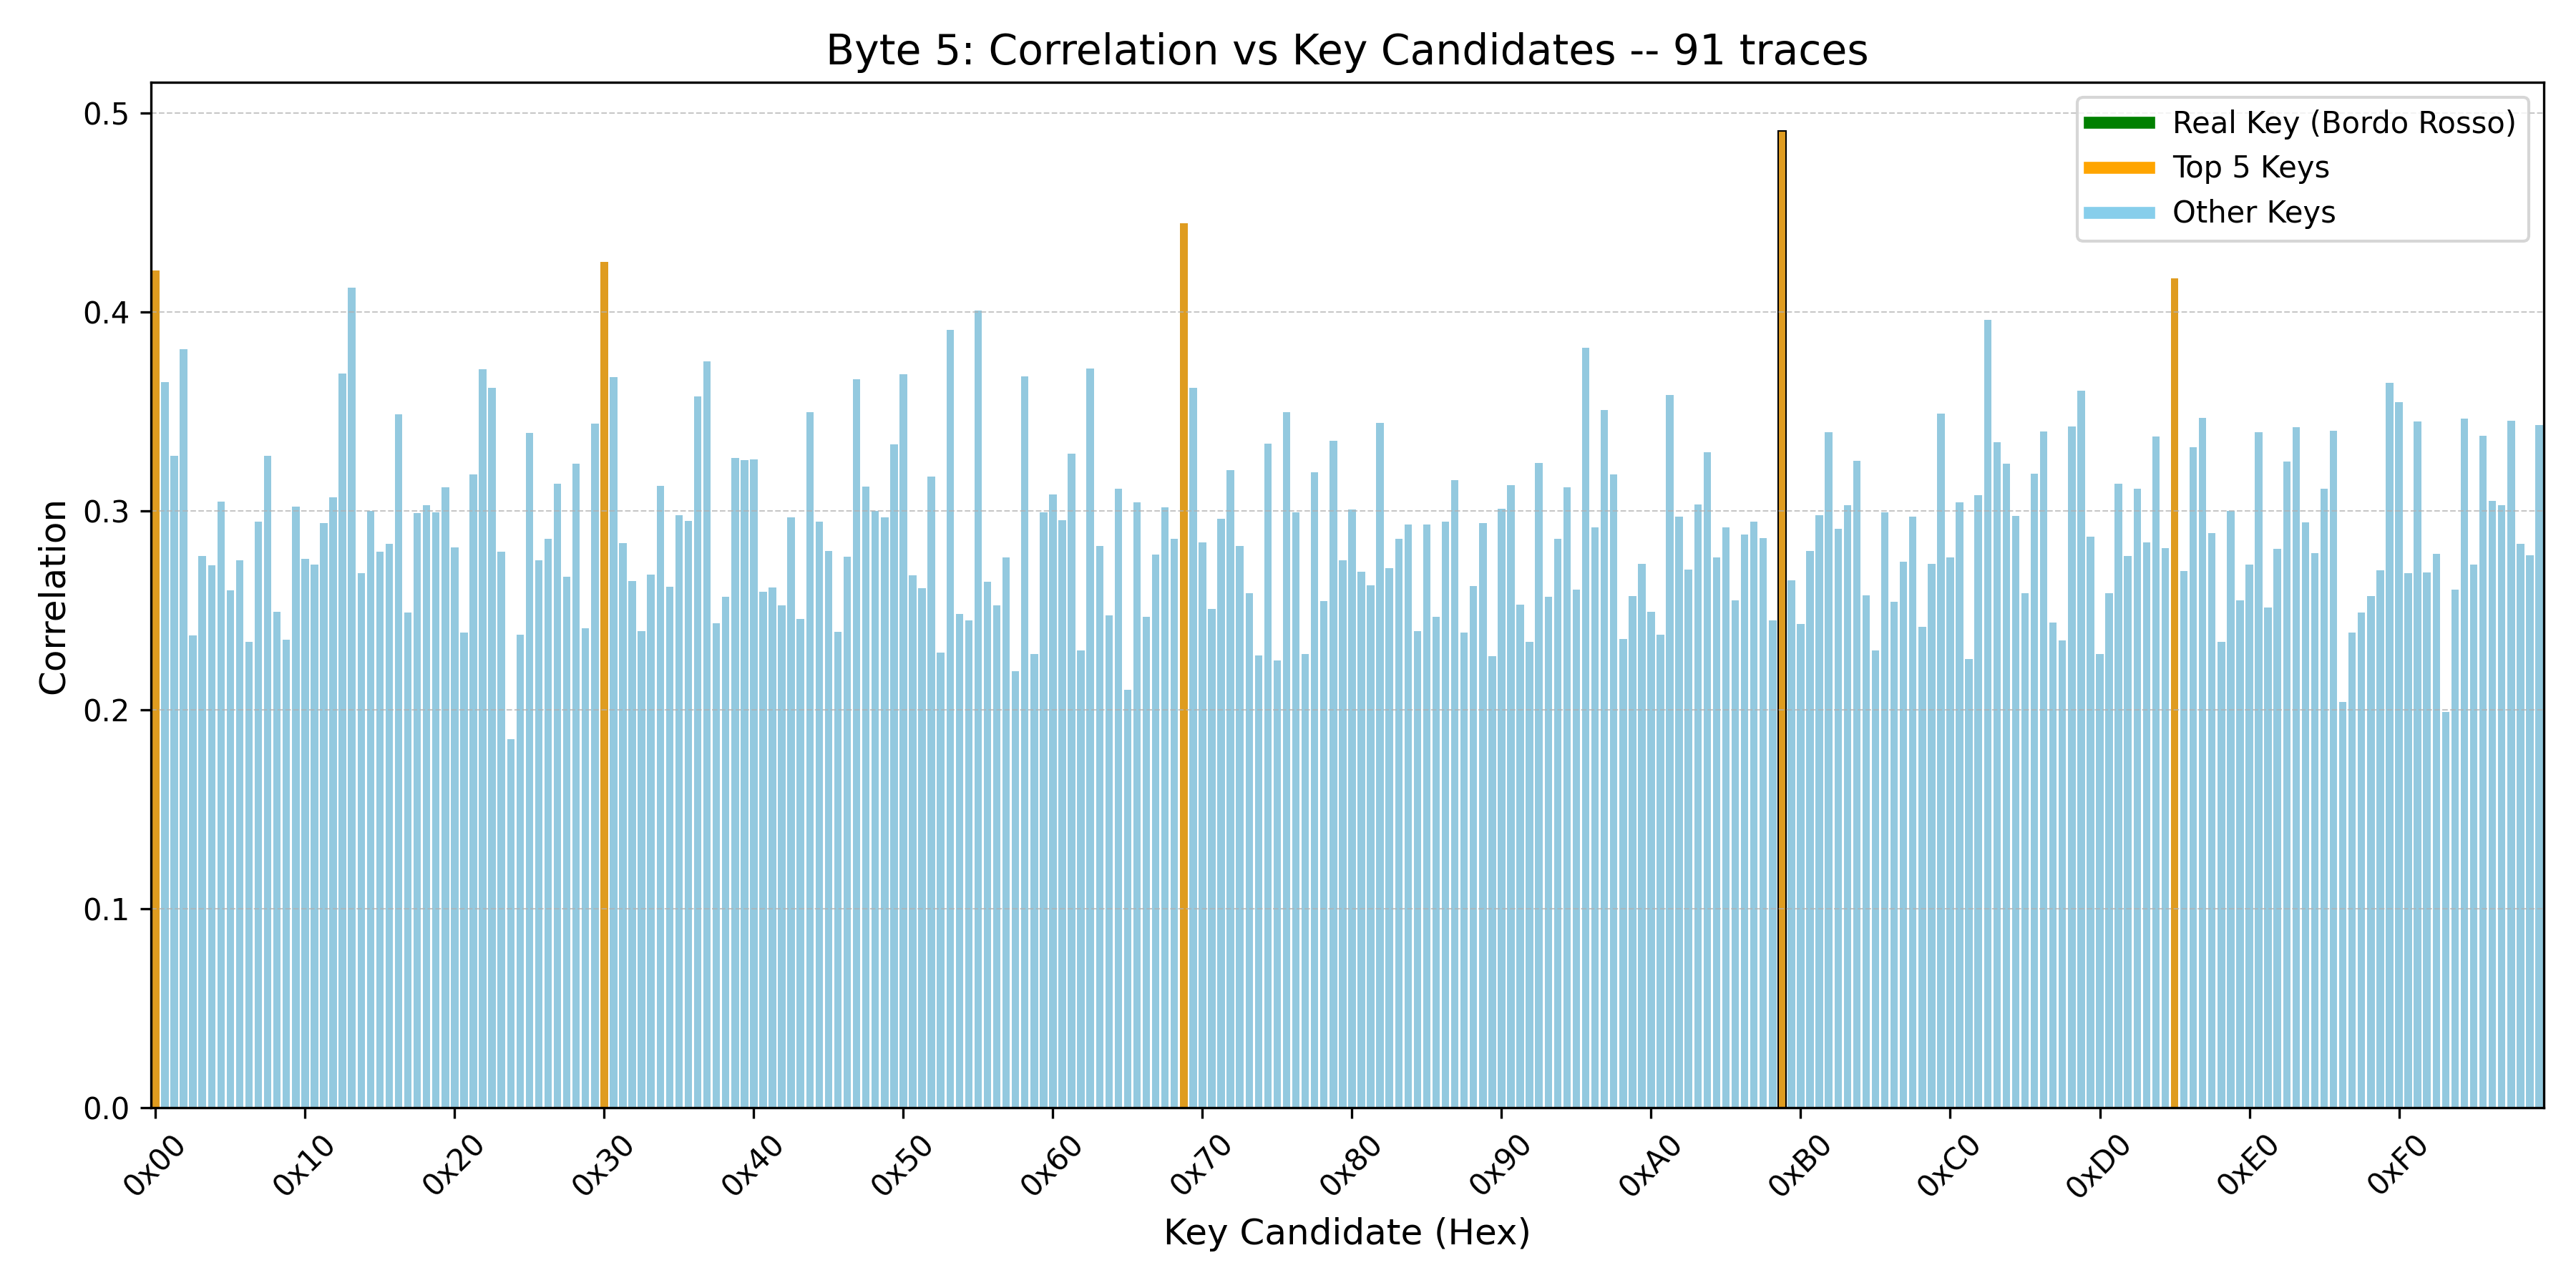 Byte 5: Correlation vs Key Candidates -- 91 traces
Real Key (Bordo Rosso)
Top 5 Keys
Other Keys
Correlation
0.5
0.4
0.3
0.2
0.1
0.0
0x00 0x10 0x20 0x30 0x40 0x50 0x60 0x70 0x80 0x90 0xA0 0xB0 0xC0 0xD0 0xE0 0xF0
Key Candidate (Hex)